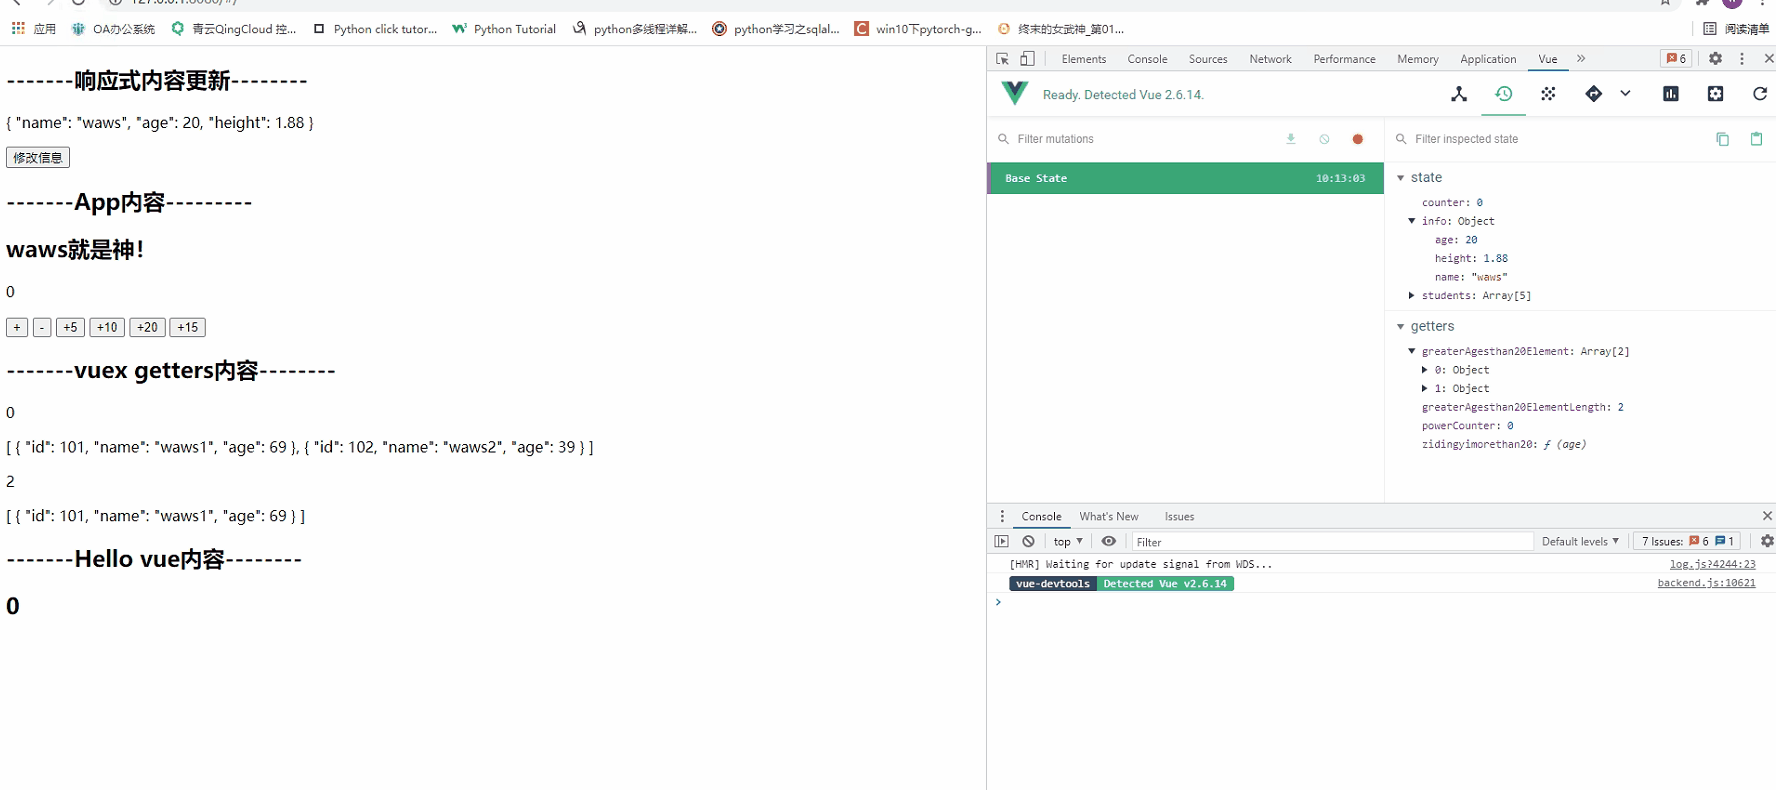 应用 OA办公系统 青云QingCloud 控... Python click tutor... Python Tutorial python多线程详解... python学习之sqlal... win10下pytorch-g... 终末的女武神_第01... 阅读清单
-------响应式内容更新--------
{ "name": "waws", "age": 20, "height": 1.88 }
修改信息
-------App内容---------
waws就是神！
0
+ - +5 +10 +20 +15
-------vuex getters内容--------
0
[ { "id": 101, "name": "waws1", "age": 69 }, { "id": 102, "name": "waws2", "age": 39 } ]
2
[ { "id": 101, "name": "waws1", "age": 69 } ]
-------Hello vue内容--------
0
Elements Console Sources Network Performance Memory Application Vue » 6
Ready. Detected Vue 2.6.14.
Filter mutations
Base State 10:13:03
Filter inspected state
state
counter: 0
info: Object
age: 20
height: 1.88
name: "waws"
students: Array[5]
getters
greaterAgesthan20Element: Array[2]
0: Object
1: Object
greaterAgesthan20ElementLength: 2
powerCounter: 0
zidingyimorethan20: ƒ (age)
Console What's New Issues
top Filter Default levels 7 Issues: 6 1
[HMR] Waiting for update signal from WDS... log.js?4244:23
vue-devtools Detected Vue v2.6.14 backend.js:10621